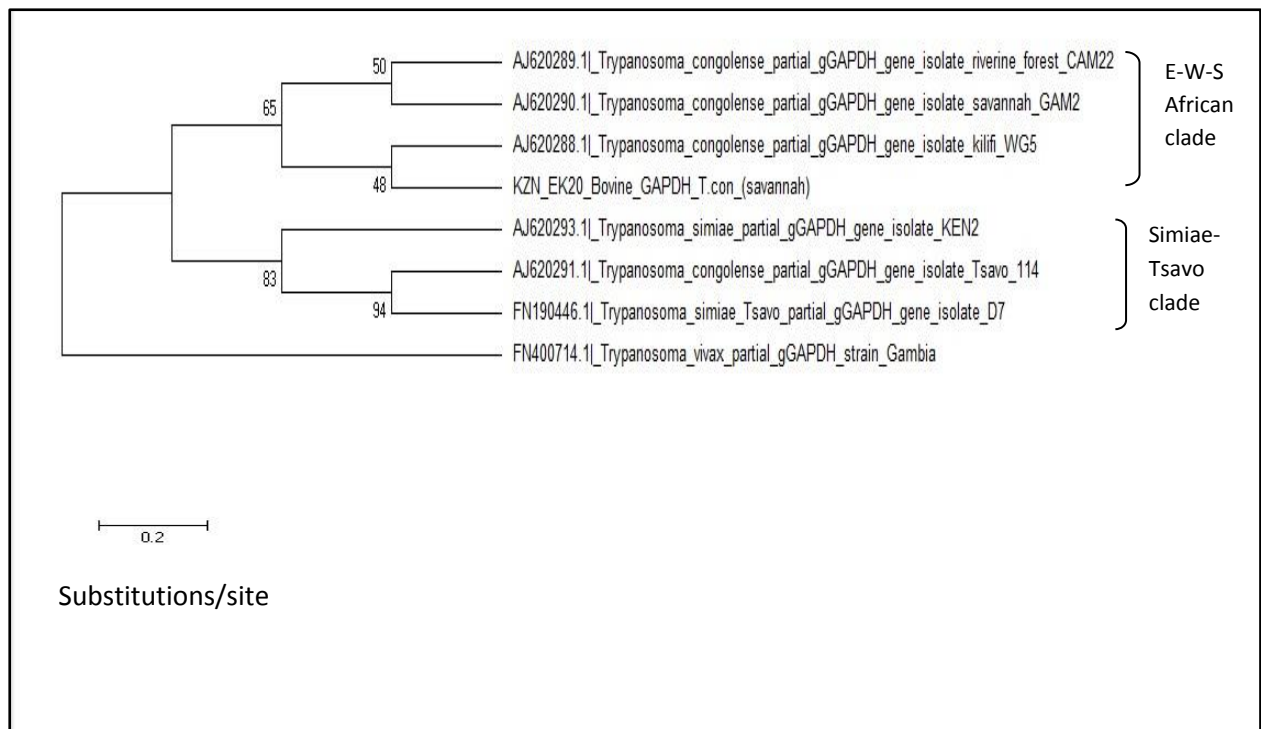 50
AJ620289.1|_Trypanosoma_congolense_partial_gGAPDH_gene_isolate_riverine_forest_CAM22
65
AJ620290.1|_Trypanosoma_congolense_partial_gGAPDH_gene_isolate_savannah_GAM2
AJ620288.1|_Trypanosoma_congolense_partial_gGAPDH_gene_isolate_kilifi_WG5
48
KZN_EK20_Bovine_GAPDH_T.con_(savannah)
E-W-S
African
clade
AJ620293.1|_Trypanosoma_simiae_partial_gGAPDH_gene_isolate_KEN2
83
AJ620291.1|_Trypanosoma_congolense_partial_gGAPDH_gene_isolate_Tsavo_114
94
FN190446.1|_Trypanosoma_simiae_Tsavo_partial_gGAPDH_gene_isolate_D7
Simiae-
Tsavo
clade
FN400714.1|_Trypanosoma_vivax_partial_gGAPDH_strain_Gambia
0.2
Substitutions/site